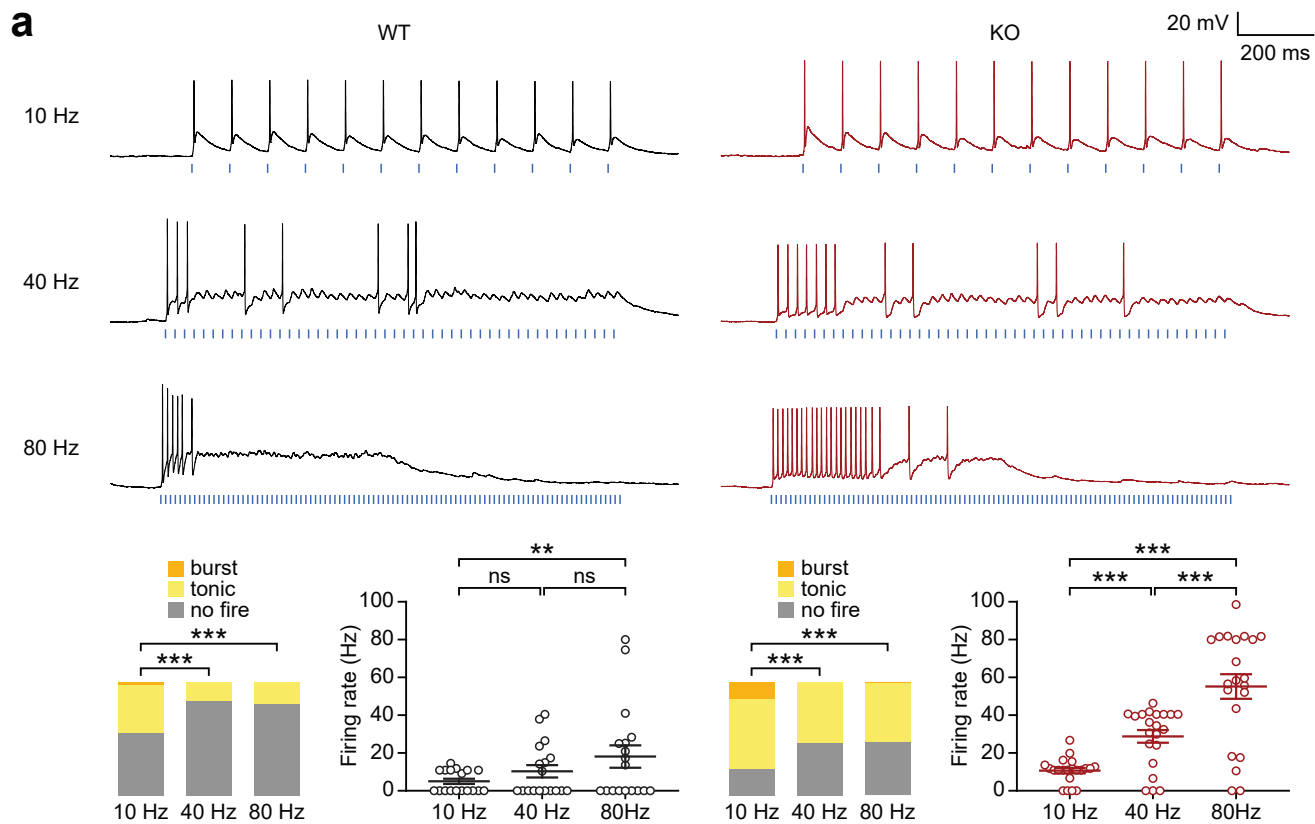 a
WT
KO
20 mV
200 ms
10 Hz
40 Hz
80 Hz
burst
tonic
no fire
***
***
10 Hz 40 Hz 80 Hz
**
ns ns
Firing rate (Hz)
100
80
60
40
20
0
10 Hz 40 Hz 80Hz
burst
tonic
no fire
***
***
10 Hz 40 Hz 80 Hz
***
*** ***
Firing rate (Hz)
100
80
60
40
20
0
10 Hz 40 Hz 80Hz